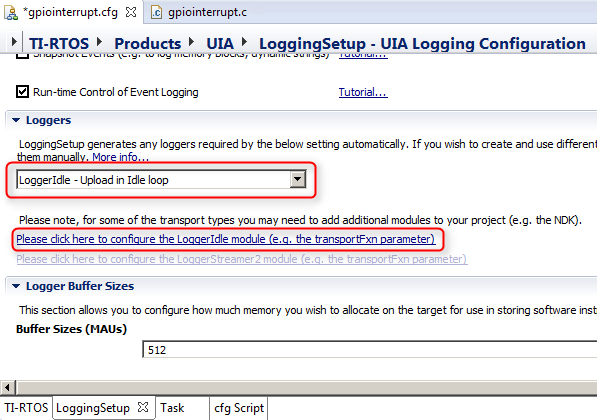 *gpiointerrupt.cfg
gpiointerrupt.c
TI-RTOS Products UIA LoggingSetup - UIA Logging Configuration
Snapshot Events (e.g. to log memory blocks, dynamic strings) Tutorial...
Run-time Control of Event Logging Tutorial...
Loggers
LoggingSetup generates any loggers required by the below setting automatically. If you wish to create and use different
them manually. More info...
LoggerIdle - Upload in Idle loop
Please note, for some of the transport types you may need to add additional modules to your project (e.g. the NDK).
Please click here to configure the LoggerIdle module (e.g. the transportFxn parameter)
Please click here to configure the LoggerStreamer2 module (e.g. the transportFxn parameter)
Logger Buffer Sizes
This section allows you to configure how much memory you wish to allocate on the target for use in storing software inst
Buffer Sizes (MAUs)
512
TI-RTOS LoggingSetup Task cfg Script